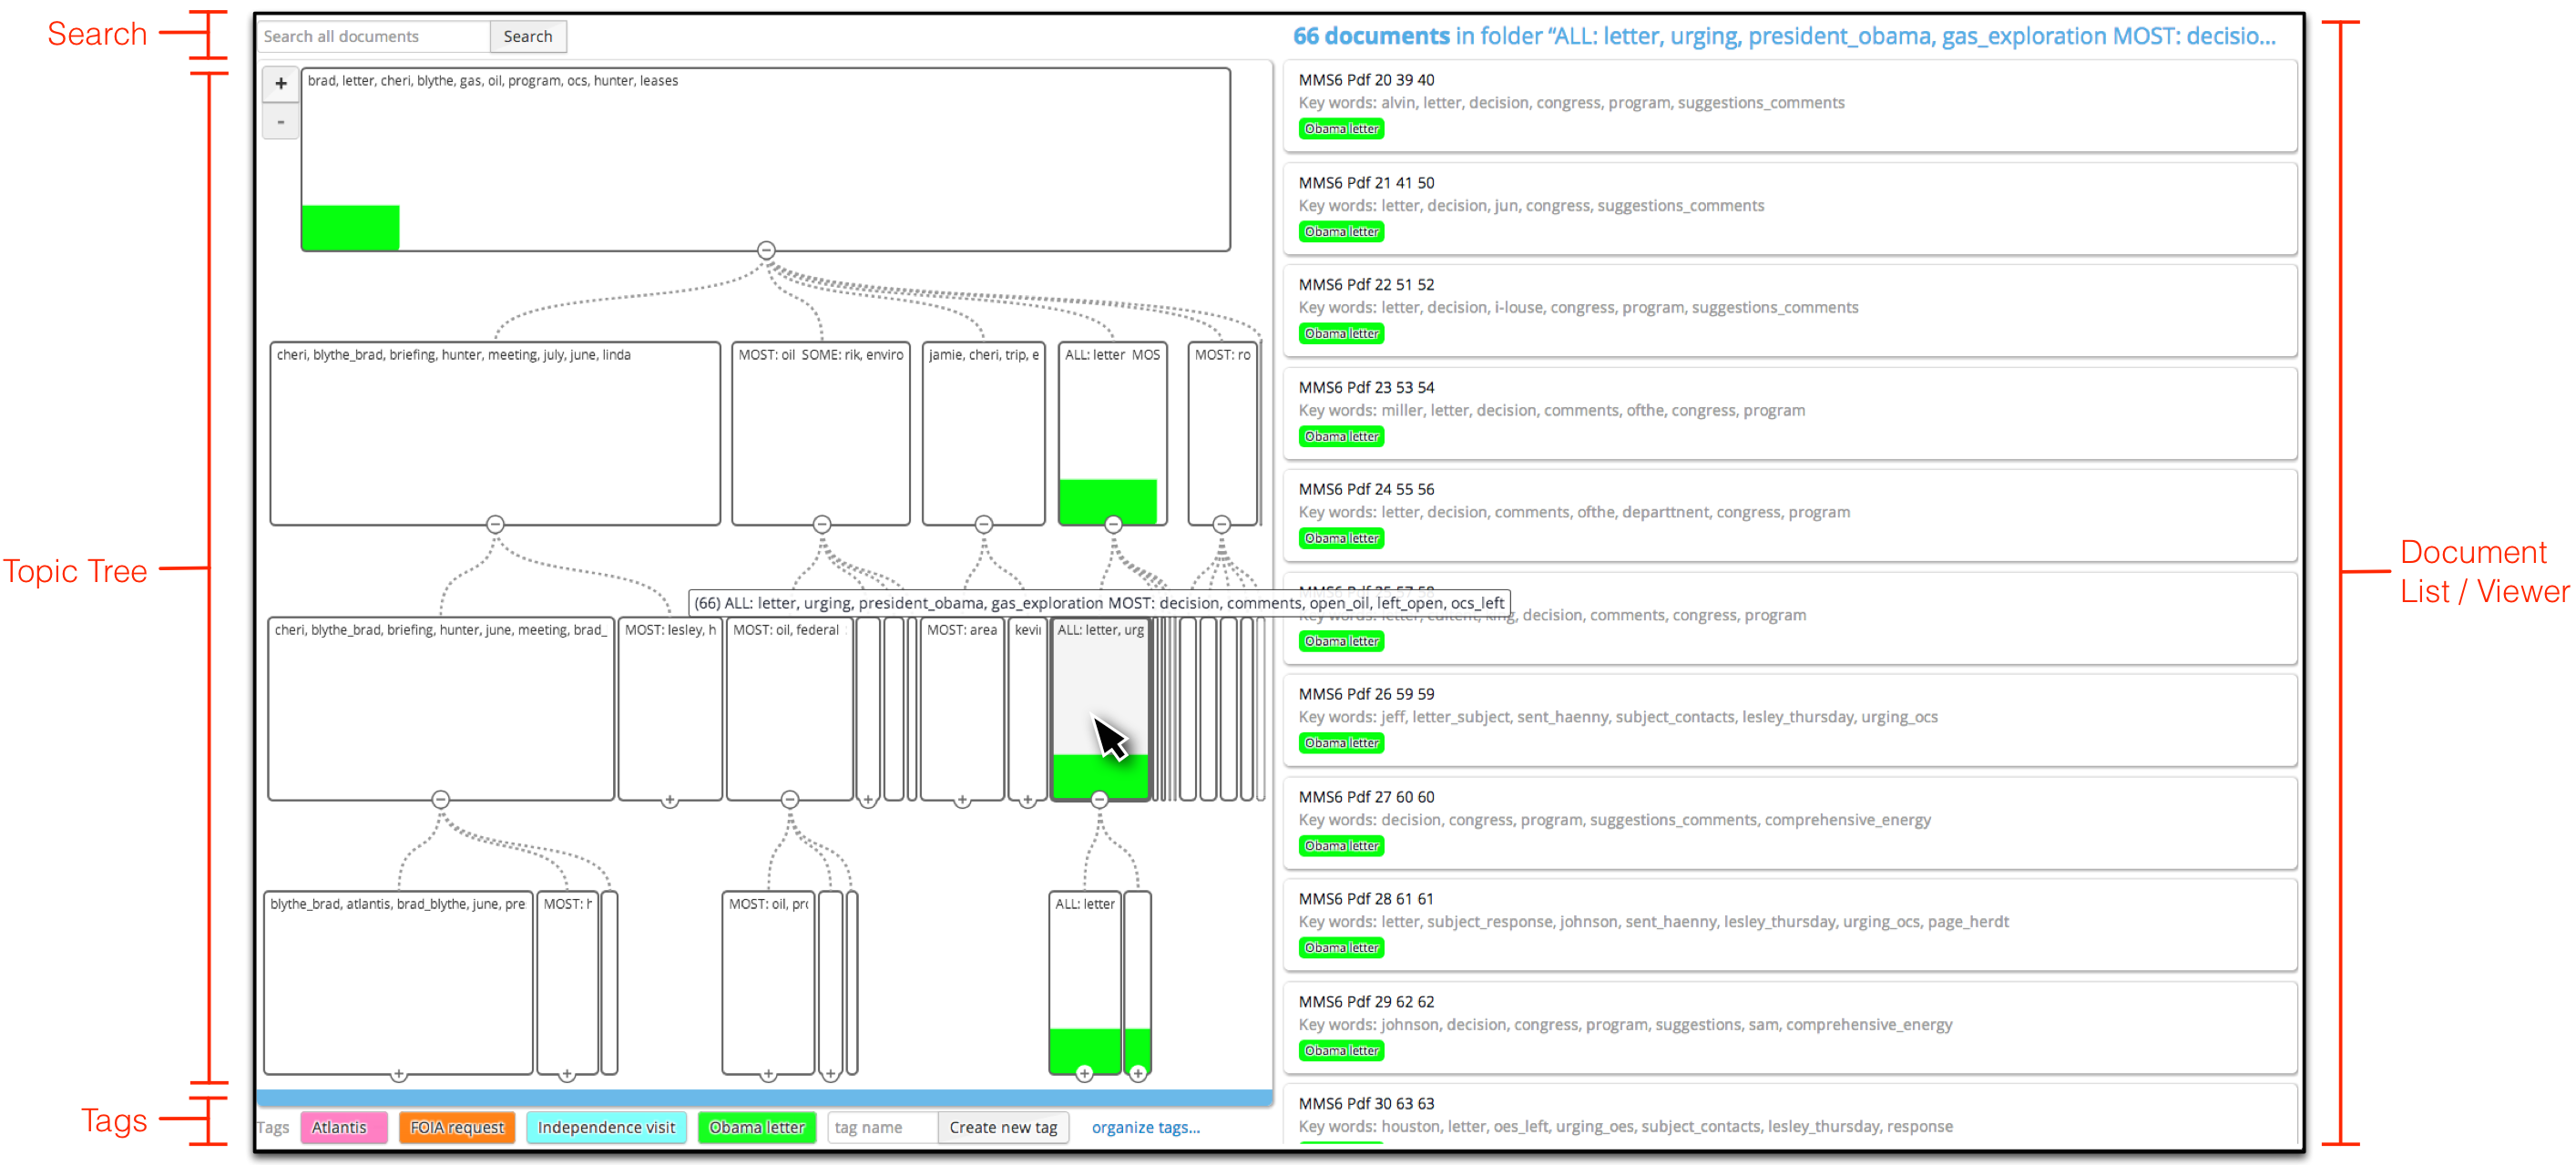 Search
Topic Tree
Tags
Search all documents
Search
+
-
brad, letter, cheri, blythe, gas, oil, program, ocs, hunter, leases
cheri, blythe_brad, briefing, hunter, meeting, july, june, linda
MOST: oil SOME: rik, enviro
jamie, cheri, trip, e
ALL: letter MOS
MOST: ro
(66) ALL: letter, urging, president_obama, gas_exploration MOST: decision, comments, open_oil, left_open, ocs_left
cheri, blythe_brad, briefing, hunter, june, meeting, brad_
MOST: lesley, h
MOST: oil, federal
MOST: area
kevi
ALL: letter, urg
blythe_brad, atlantis, brad_blythe, june, pre
MOST: h
MOST: oil, pro
ALL: letter
Tags
Atlantis
FOIA request
Independence visit
Obama letter
tag name
Create new tag
organize tags...
66 documents in folder “ALL: letter, urging, president_obama, gas_exploration MOST: decisio...
MMS6 Pdf 20 39 40
Key words: alvin, letter, decision, congress, program, suggestions_comments
Obama letter
MMS6 Pdf 21 41 50
Key words: letter, decision, jun, congress, suggestions_comments
Obama letter
MMS6 Pdf 22 51 52
Key words: letter, decision, i-louse, congress, program, suggestions_comments
Obama letter
MMS6 Pdf 23 53 54
Key words: miller, letter, decision, comments, ofthe, congress, program
Obama letter
MMS6 Pdf 24 55 56
Key words: letter, decision, comments, ofthe, departtnent, congress, program
Obama letter
decision, comments, congress, program
Obama letter
MMS6 Pdf 26 59 59
Key words: jeff, letter_subject, sent_haenny, subject_contacts, lesley_thursday, urging_ocs
Obama letter
MMS6 Pdf 27 60 60
Key words: decision, congress, program, suggestions_comments, comprehensive_energy
Obama letter
MMS6 Pdf 28 61 61
Key words: letter, subject_response, johnson, sent_haenny, lesley_thursday, urging_ocs, page_herdt
Obama letter
MMS6 Pdf 29 62 62
Key words: johnson, decision, congress, program, suggestions, sam, comprehensive_energy
Obama letter
MMS6 Pdf 30 63 63
Key words: houston, letter, oes_left, urging_oes, subject_contacts, lesley_thursday, response
Document
List / Viewer